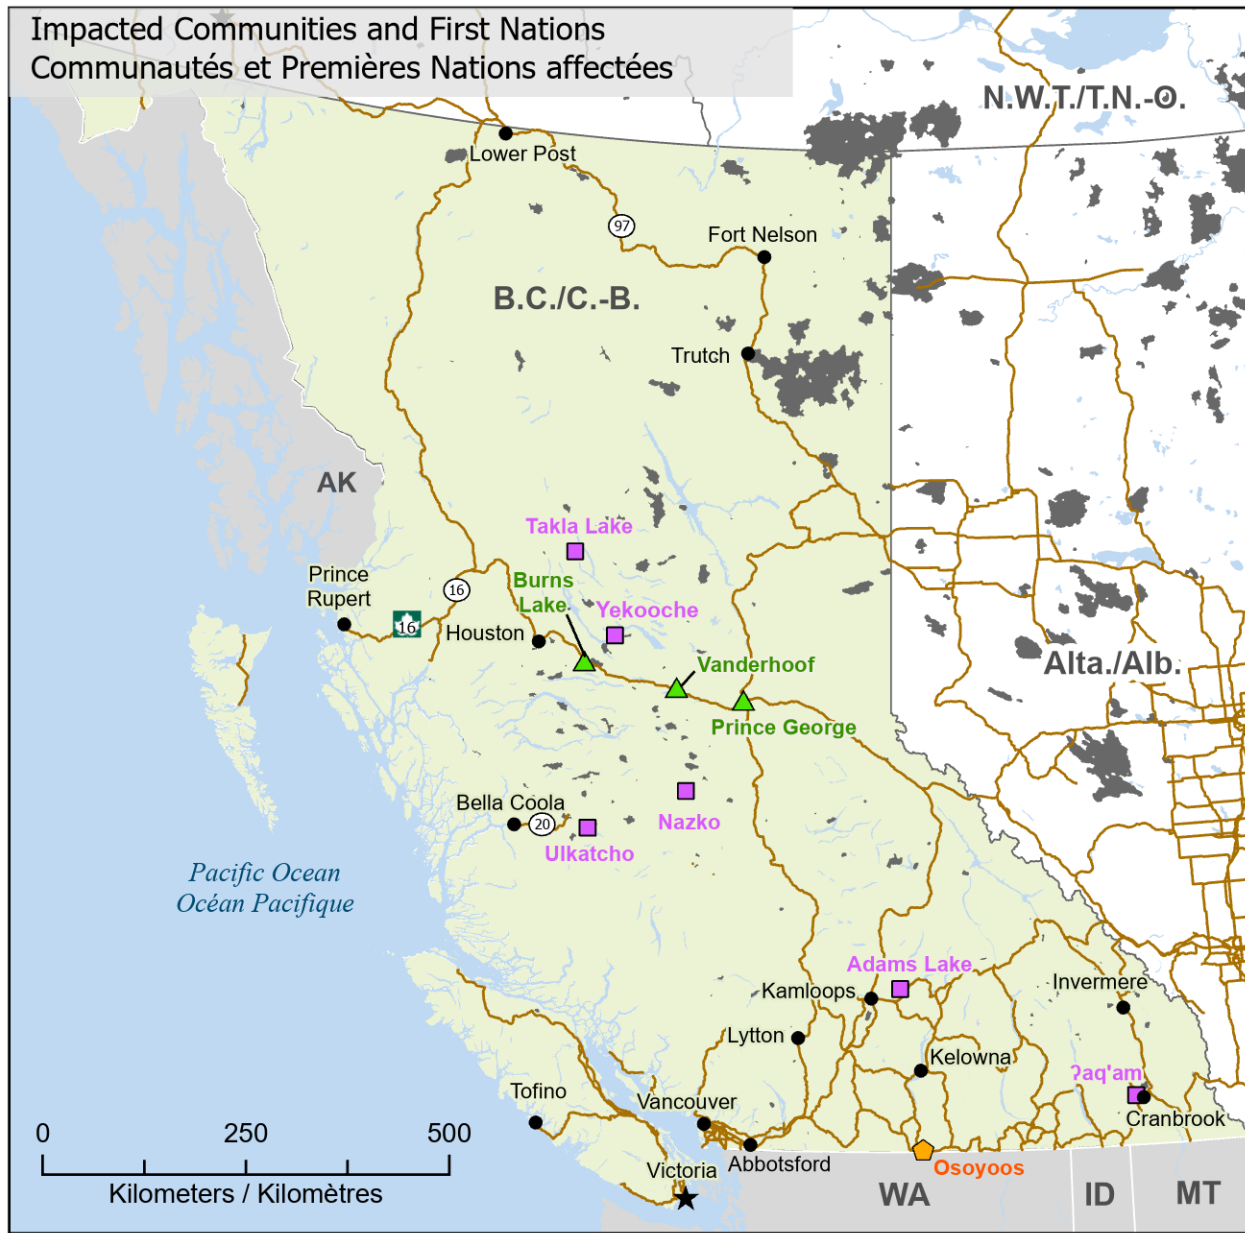 Impacted Communities and First Nations
Communautés et Premières Nations affectées
N.W.T./T.N.-O.
Lower Post
97
Fort Nelson
B.C./C.-B.
Trutch
AK
Takla Lake
Prince
Rupert
16
16
Burns
Lake
Yekooche
Houston
Vanderhoof
Alta./Alb.
Prince George
Bella Coola
20
Nazko
Ulkatcho
Pacific Ocean
Océan Pacifique
Adams Lake
Kamloops
Invermere
Lytton
Kelowna
ʔaq'am
Tofino
Vancouver
Cranbrook
0 250 500
Kilometers / Kilomètres
Victoria
Abbotsford
Osoyoos
WA
ID
MT